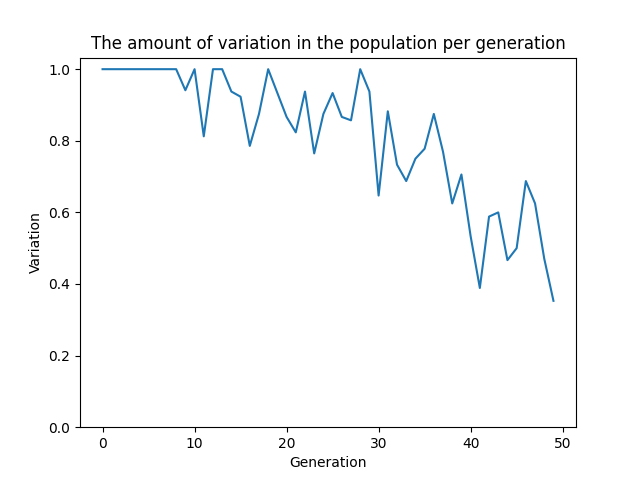 The amount of variation in the population per generation
1.0
0.8
0.6
0.4
0.2
0.0
Variation
0 10 20 30 40 50
Generation